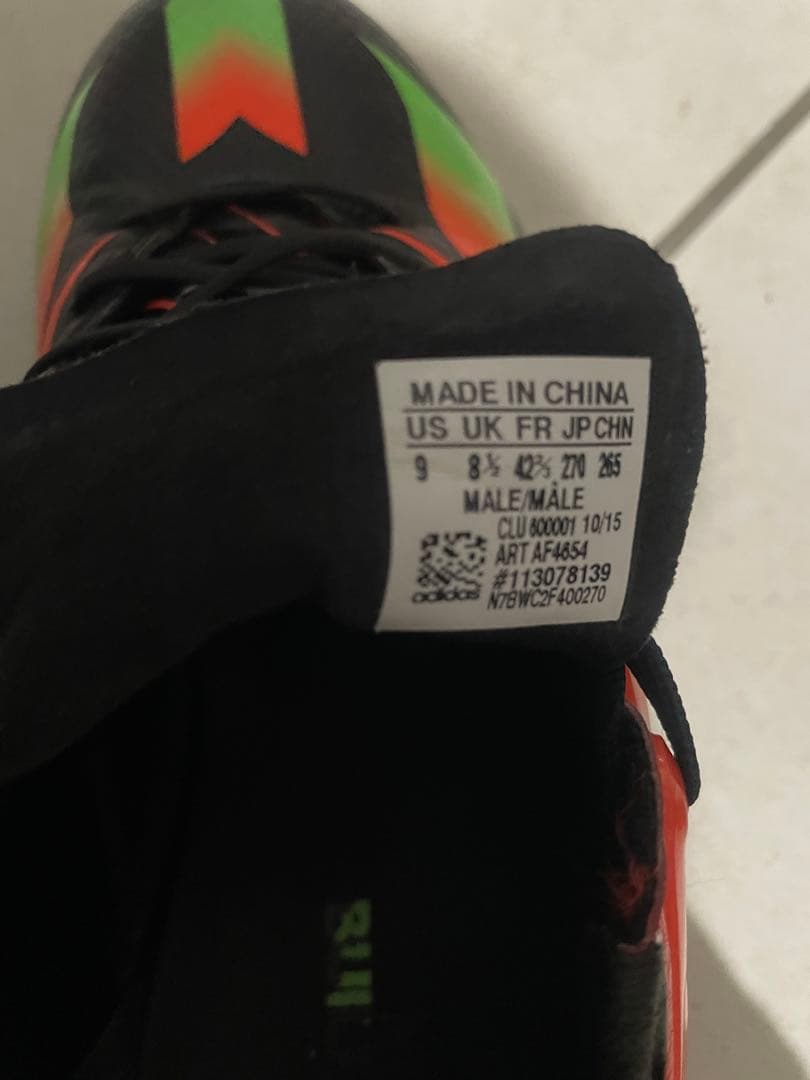 MADE IN CHINA
US UK FR JP CHN
9 8½ 42⅔ 270 265
MALE/MÂLE
CLU 600001 10/15
ART AF4654
#113078139
adidas N7BWC2F400270